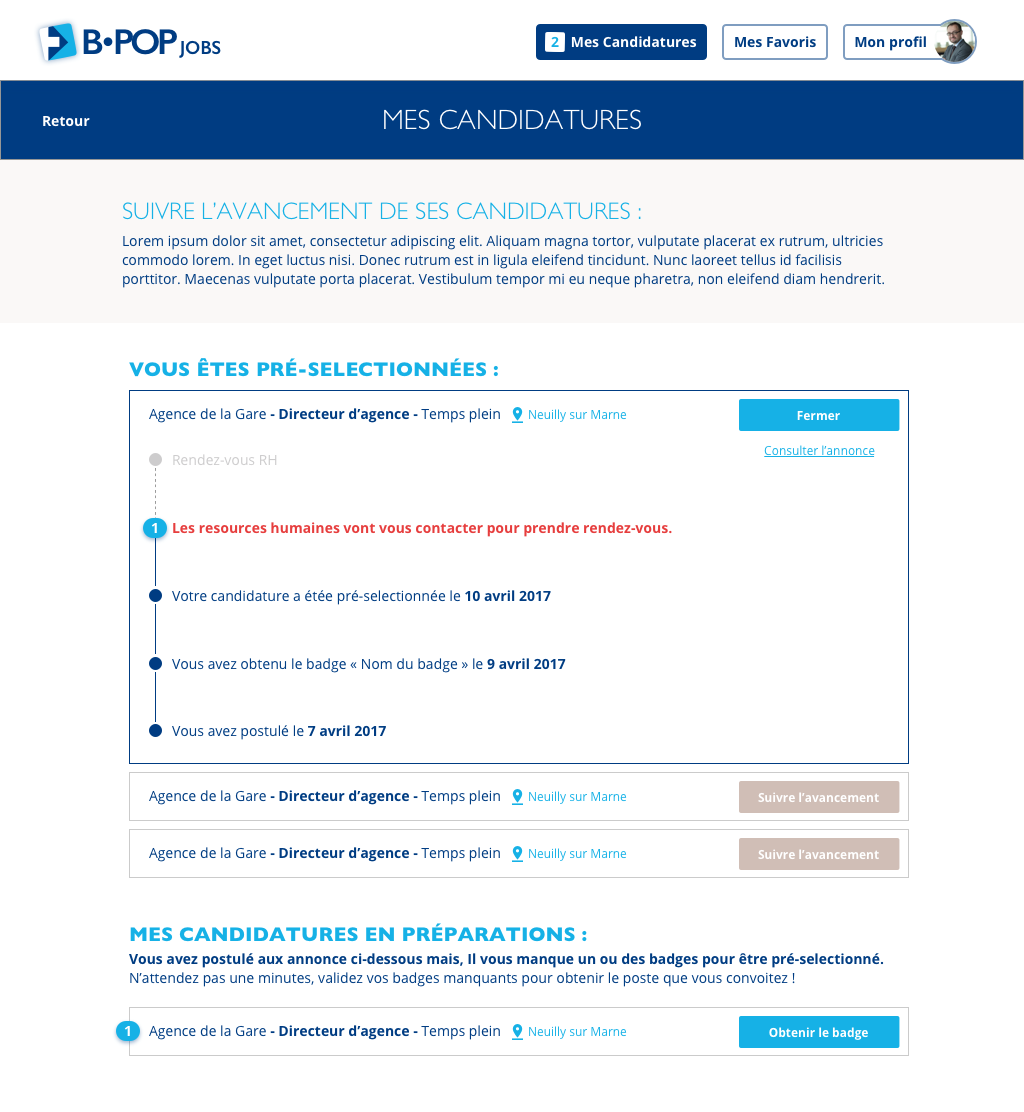 B•POP JOBS
2 Mes Candidatures
Mes Favoris
Mon profil
Retour
MES CANDIDATURES
SUIVRE L'AVANCEMENT DE SES CANDIDATURES :
Lorem ipsum dolor sit amet, consectetur adipiscing elit. Aliquam magna tortor, vulputate placerat ex rutrum, ultricies
commodo lorem. In eget luctus nisi. Donec rutrum est in ligula eleifend tincidunt. Nunc laoreet tellus id facilisis
porttitor. Maecenas vulputate porta placerat. Vestibulum tempor mi eu neque pharetra, non eleifend diam hendrerit.
VOUS ÊTES PRÉ-SELECTIONNÉES :
Agence de la Gare - Directeur d’agence - Temps plein Neuilly sur Marne
Fermer
Consulter l’annonce
Rendez-vous RH
1 Les resources humaines vont vous contacter pour prendre rendez-vous.
Votre candidature a étée pré-selectionnée le 10 avril 2017
Vous avez obtenu le badge « Nom du badge » le 9 avril 2017
Vous avez postulé le 7 avril 2017
Agence de la Gare - Directeur d’agence - Temps plein Neuilly sur Marne
Suivre l’avancement
Agence de la Gare - Directeur d’agence - Temps plein Neuilly sur Marne
Suivre l’avancement
MES CANDIDATURES EN PRÉPARATIONS :
Vous avez postulé aux annonce ci-dessous mais, Il vous manque un ou des badges pour être pré-selectionné.
N’attendez pas une minutes, validez vos badges manquants pour obtenir le poste que vous convoitez !
1 Agence de la Gare - Directeur d’agence - Temps plein Neuilly sur Marne
Obtenir le badge